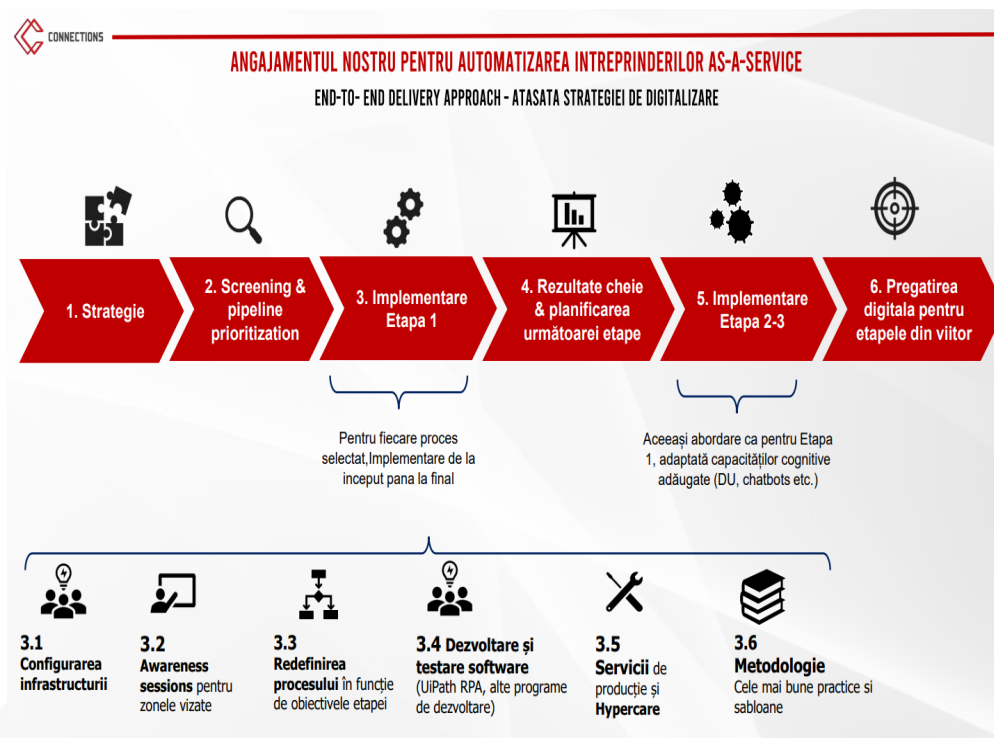 CONNECTIONS
ANGAJAMENTUL NOSTRU PENTRU AUTOMATIZAREA INTREPRINDERILOR AS-A-SERVICE
END-TO- END DELIVERY APPROACH - ATASATA STRATEGIEI DE DIGITALIZARE
1. Strategie
2. Screening &
pipeline
prioritization
3. Implementare
Etapa 1
4. Rezultate cheie
& planificarea
următoarei etape
5. Implementare
Etapa 2-3
6. Pregatirea
digitala pentru
etapele din viitor
Pentru fiecare proces
selectat,Implementare de la
inceput pana la final
Aceeași abordare ca pentru Etapa
1, adaptată capacităților cognitive
adăugate (DU, chatbots etc.)
3.1
Configurarea
infrastructurii
3.2
Awareness
sessions pentru
zonele vizate
3.3
Redefinirea
procesului în funcție
de obiectivele etapei
3.4 Dezvoltare și
testare software
(UiPath RPA, alte programe
de dezvoltare)
3.5
Servicii de
producție și
Hypercare
3.6
Metodologie
Cele mai bune practice si
sabloane